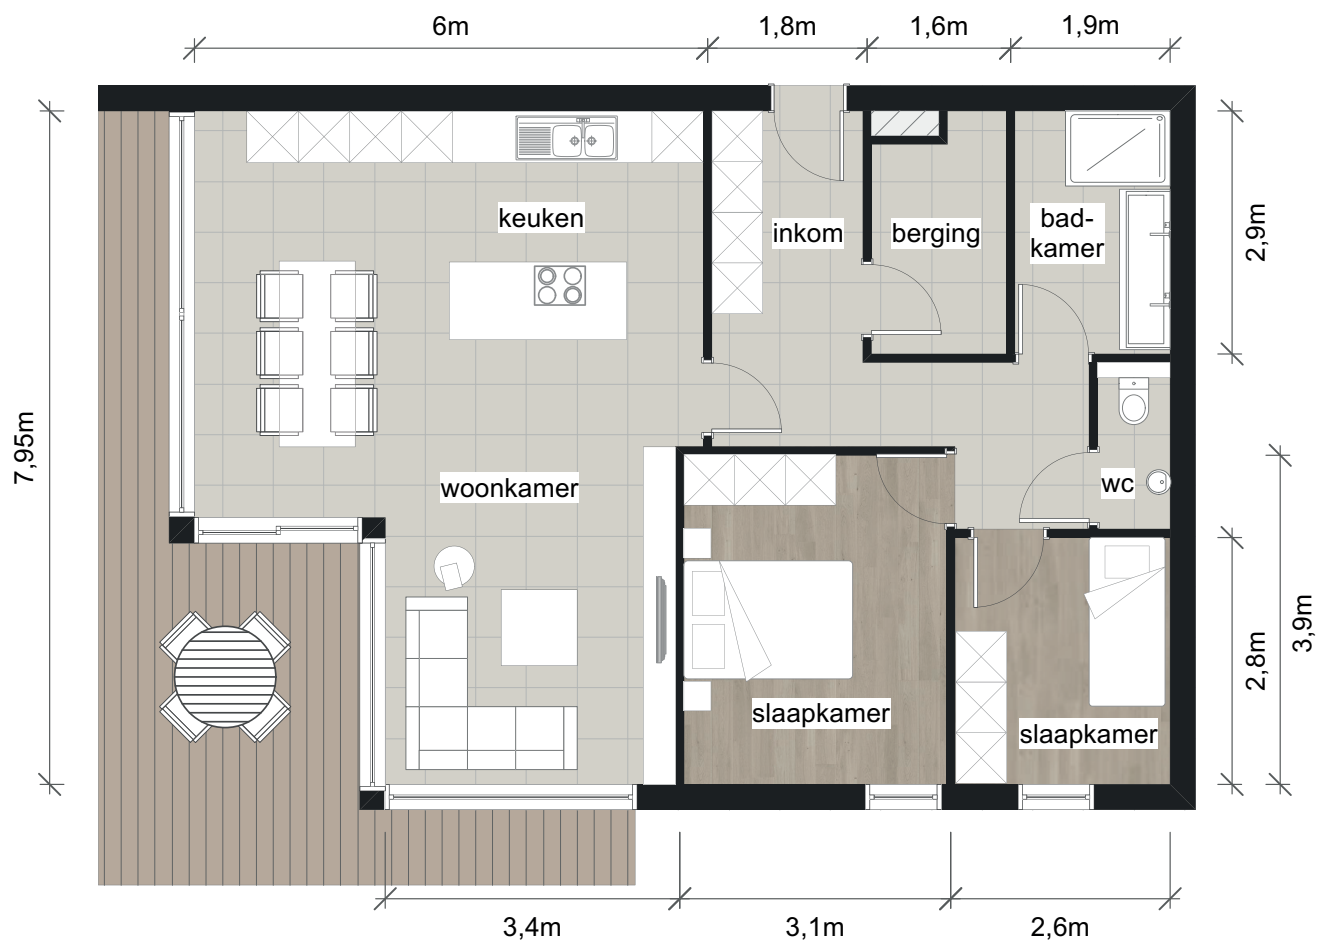 6m
1,8m
1,6m
1,9m
keuken
inkom
berging
bad-
kamer
2,9m
7,95m
woonkamer
wc
slaapkamer
slaapkamer
2,8m
3,9m
3,4m
3,1m
2,6m